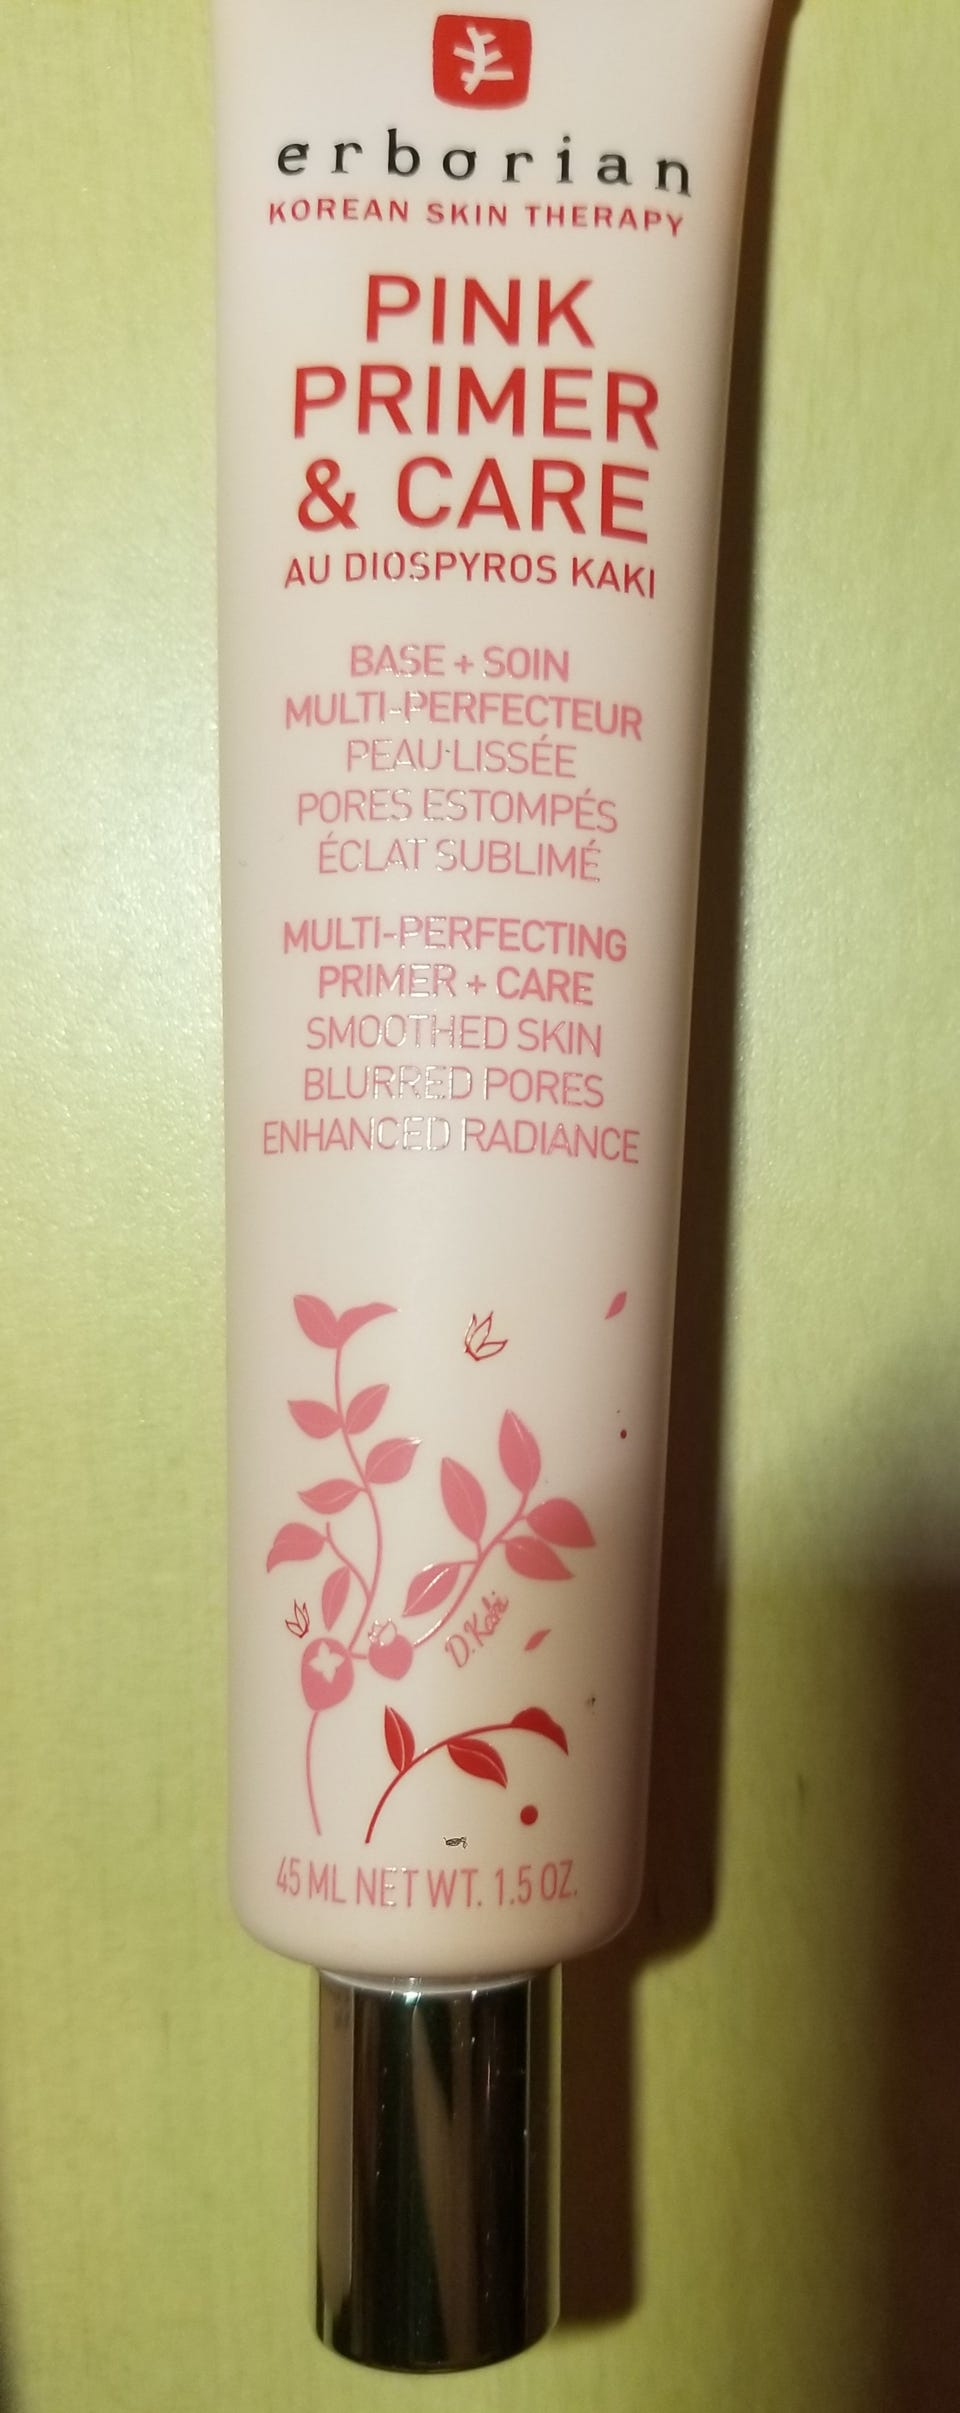 erborian
KOREAN SKIN THERAPY
PINK
PRIMER
& CARE
AU DIOSPYROS KAKI
BASE + SOIN
MULTI-PERFECTEUR
PEAU LISSÉE
PORES ESTOMPÉS
ÉCLAT SUBLIMÉ
MULTI-PERFECTING
PRIMER + CARE
SMOOTHED SKIN
BLURRED PORES
ENHANCED RADIANCE
D. Kaki
45 ML NET WT. 1.5 OZ.